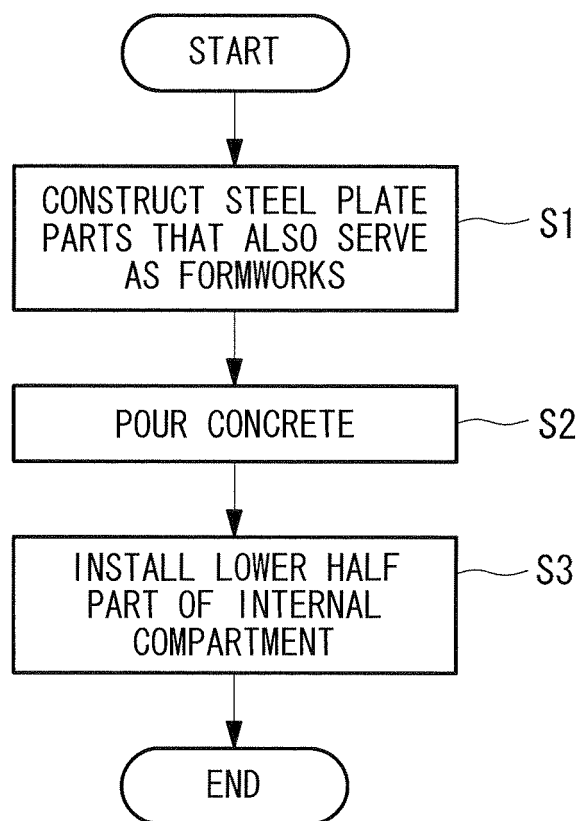 START
CONSTRUCT STEEL PLATE
PARTS THAT ALSO SERVE
AS FORMWORKS
S1
POUR CONCRETE
S2
INSTALL LOWER HALF
PART OF INTERNAL
COMPARTMENT
S3
END